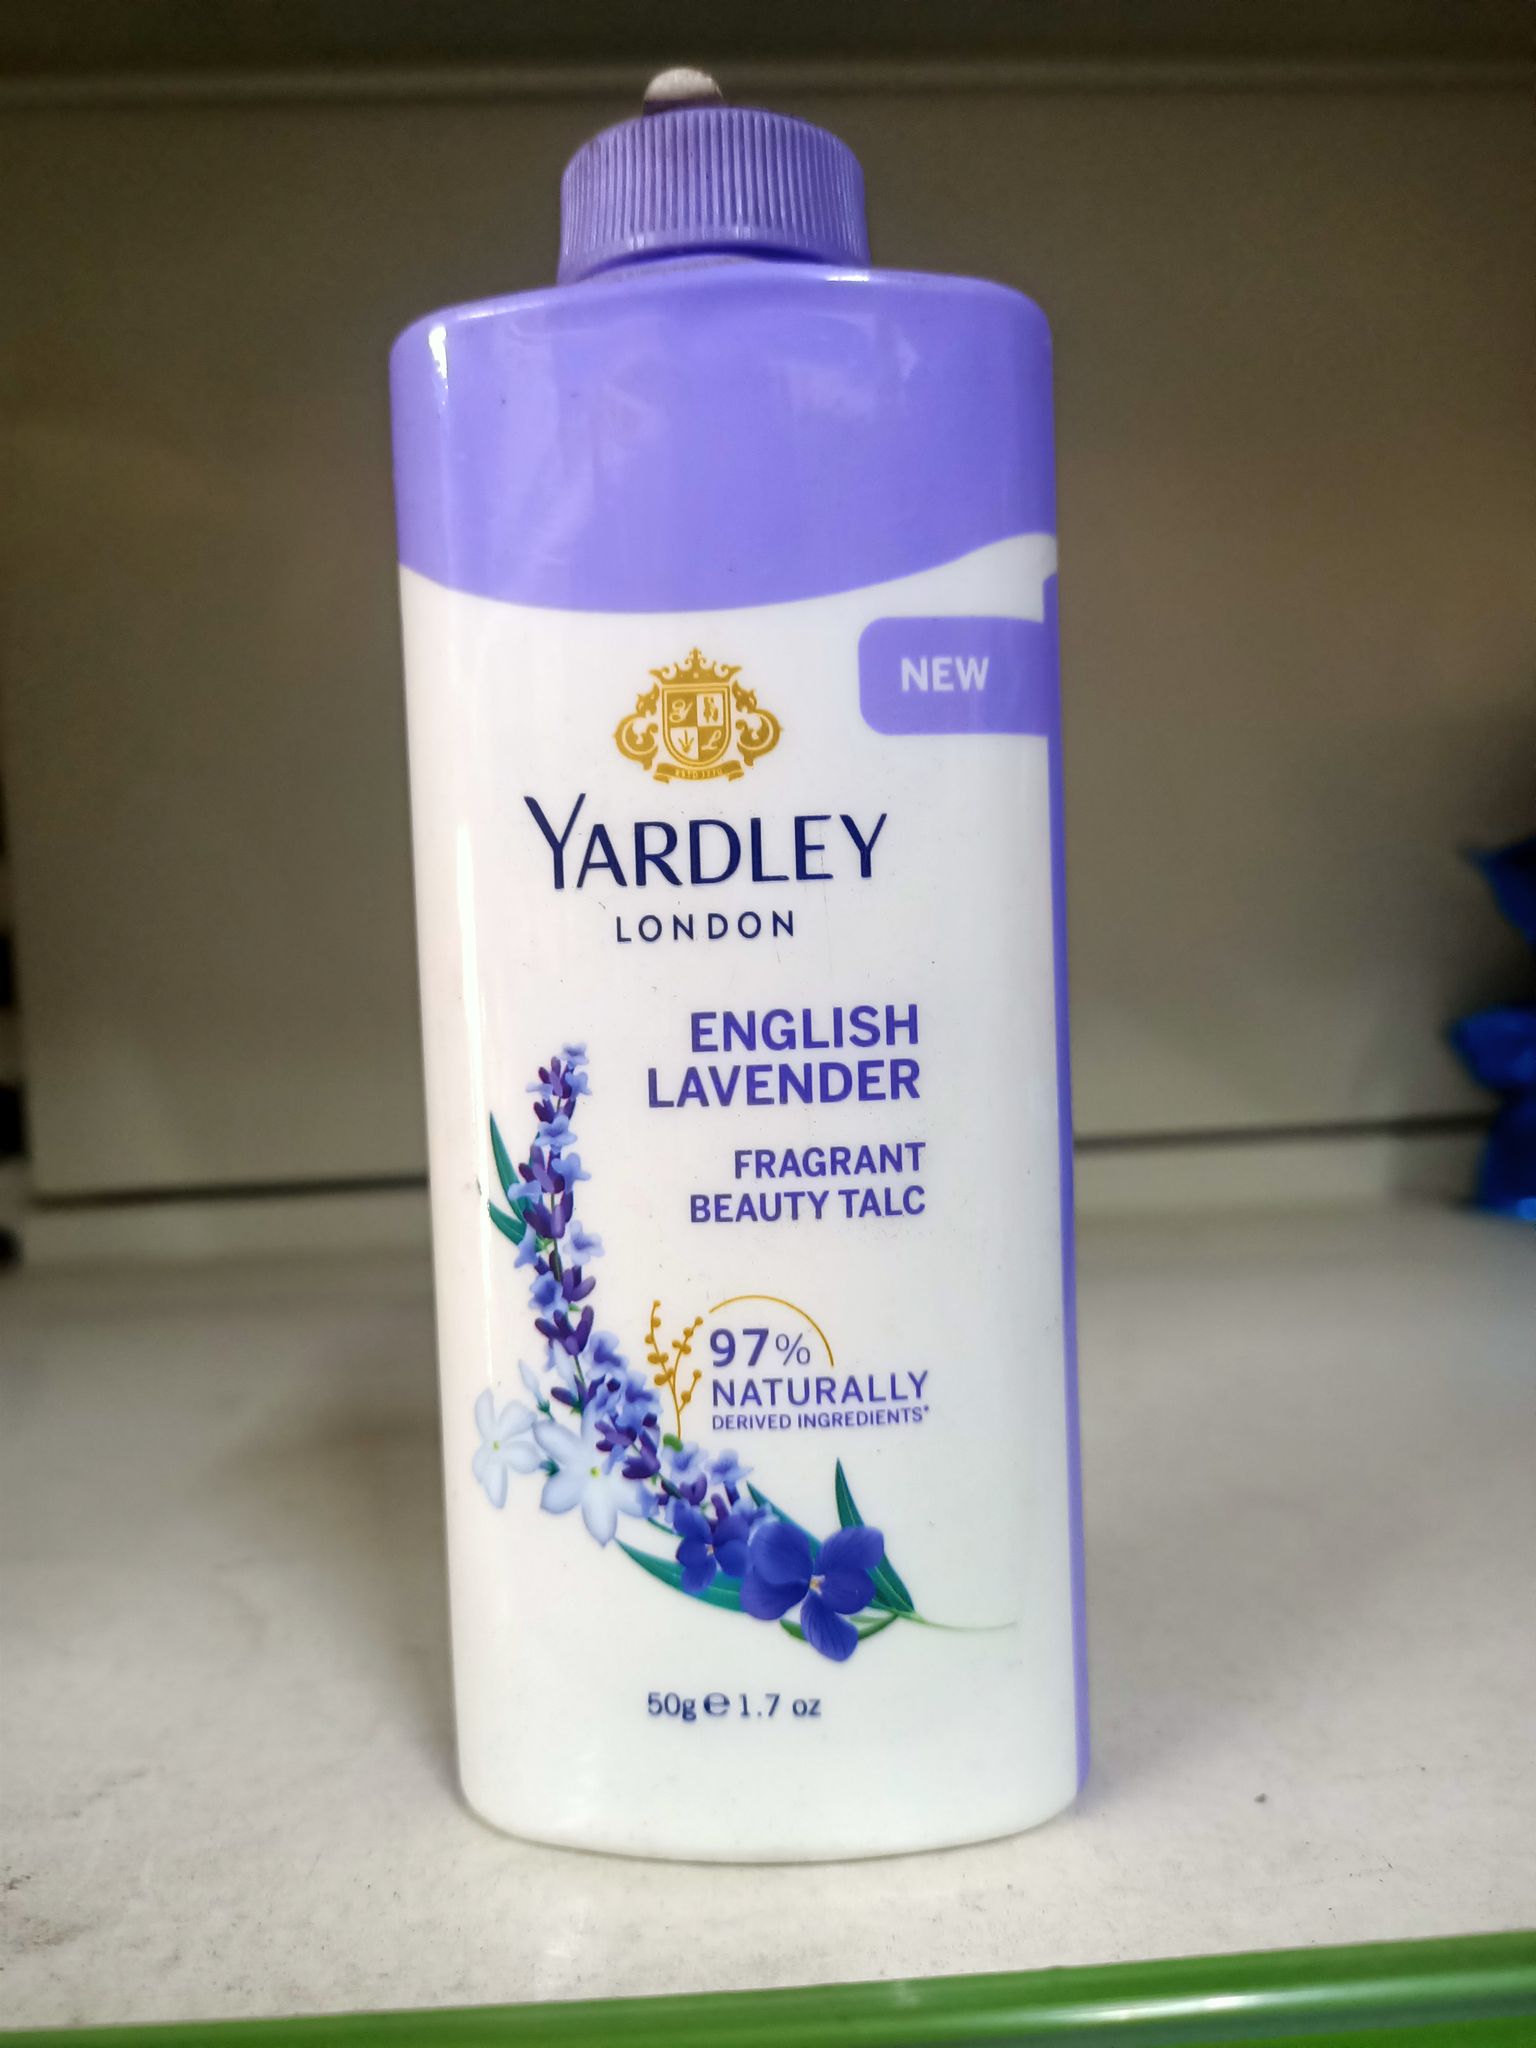 NEW
YARDLEY
LONDON
ENGLISH
LAVENDER
FRAGRANT
BEAUTY TALC
97%
NATURALLY
DERIVED INGREDIENTS*
50g ℮ 1.7 oz